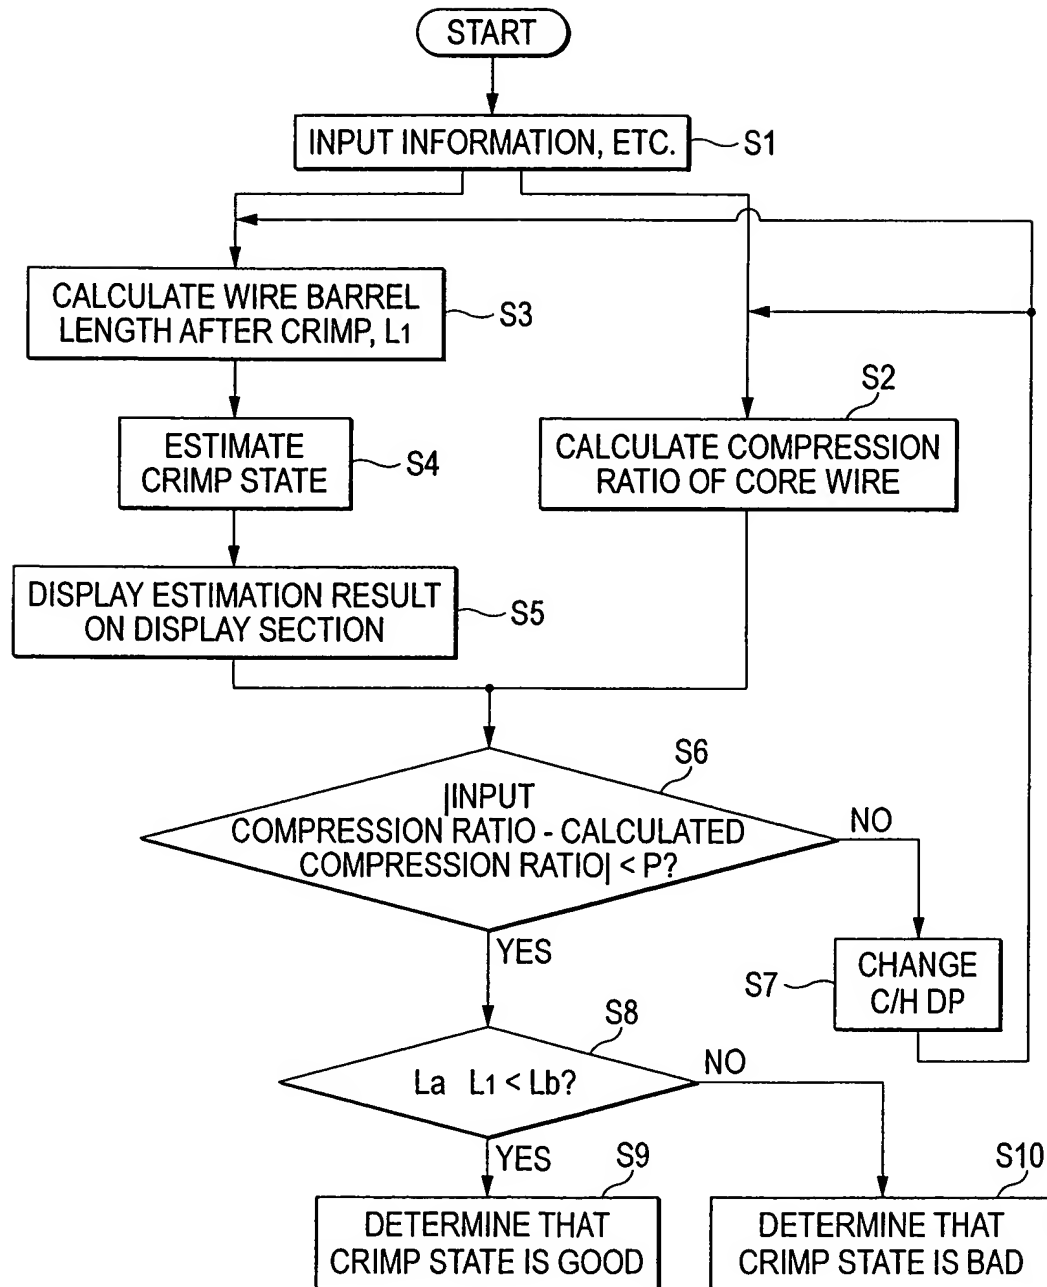 START
INPUT INFORMATION, ETC.
S1
CALCULATE WIRE BARREL
LENGTH AFTER CRIMP, L1
S3
S2
ESTIMATE
CRIMP STATE
S4
CALCULATE COMPRESSION
RATIO OF CORE WIRE
DISPLAY ESTIMATION RESULT
ON DISPLAY SECTION
S5
S6
|INPUT
COMPRESSION RATIO - CALCULATED
COMPRESSION RATIO| < P?
NO
YES
S7
CHANGE
C/H DP
S8
La L1 < Lb?
NO
YES
S9
DETERMINE THAT
CRIMP STATE IS GOOD
S10
DETERMINE THAT
CRIMP STATE IS BAD